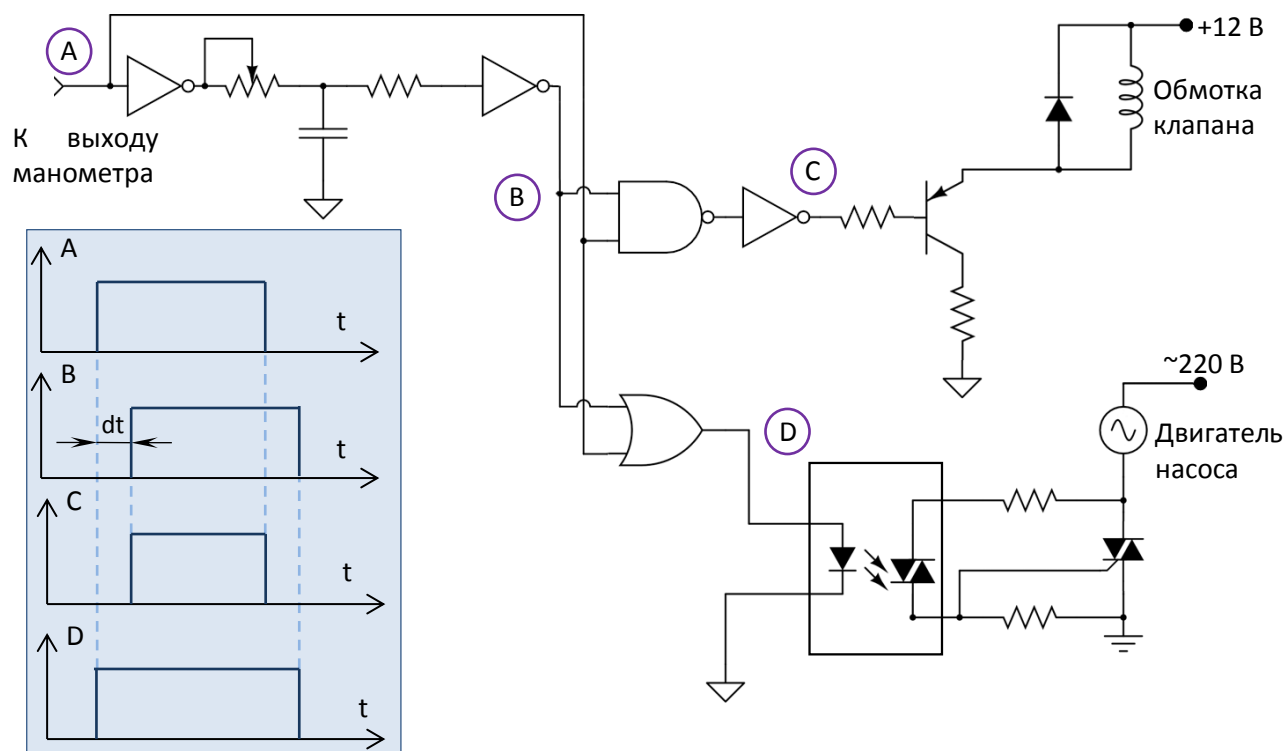 A
К выходу
манометра
+12 В
Обмотка
клапана
B
C
D
~220 В
Двигатель
насоса
A
t
B
dt
t
C
t
D
t